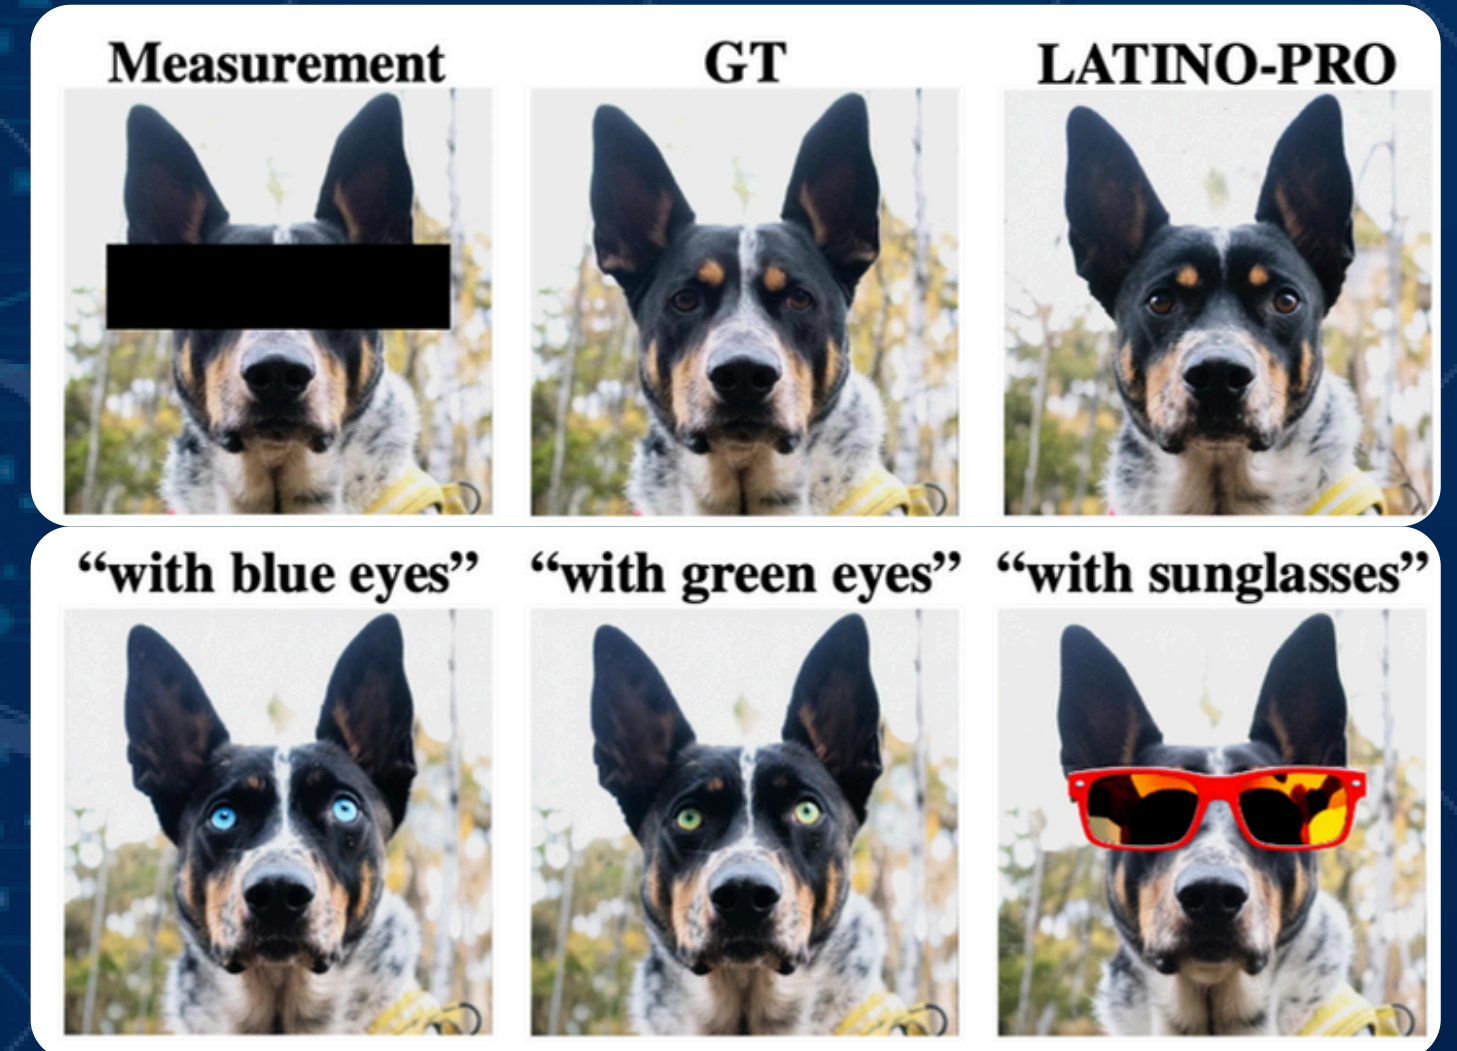 Measurement GT LATINO-PRO
“with blue eyes” “with green eyes” “with sunglasses”